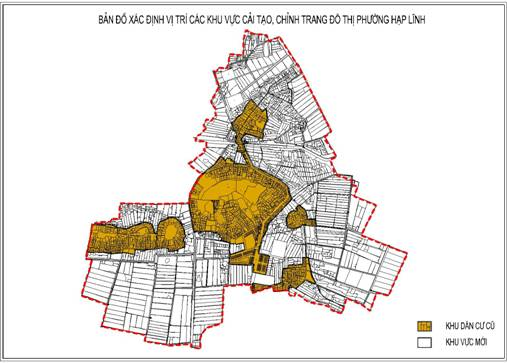 BẢN ĐỒ XÁC ĐỊNH VỊ TRÍ CÁC KHU VỰC CẢI TẠO, CHỈNH TRANG ĐÔ THỊ PHƯỜNG HẠP LĨNH
KHU DÂN CƯ CŨ
KHU VỰC MỚI